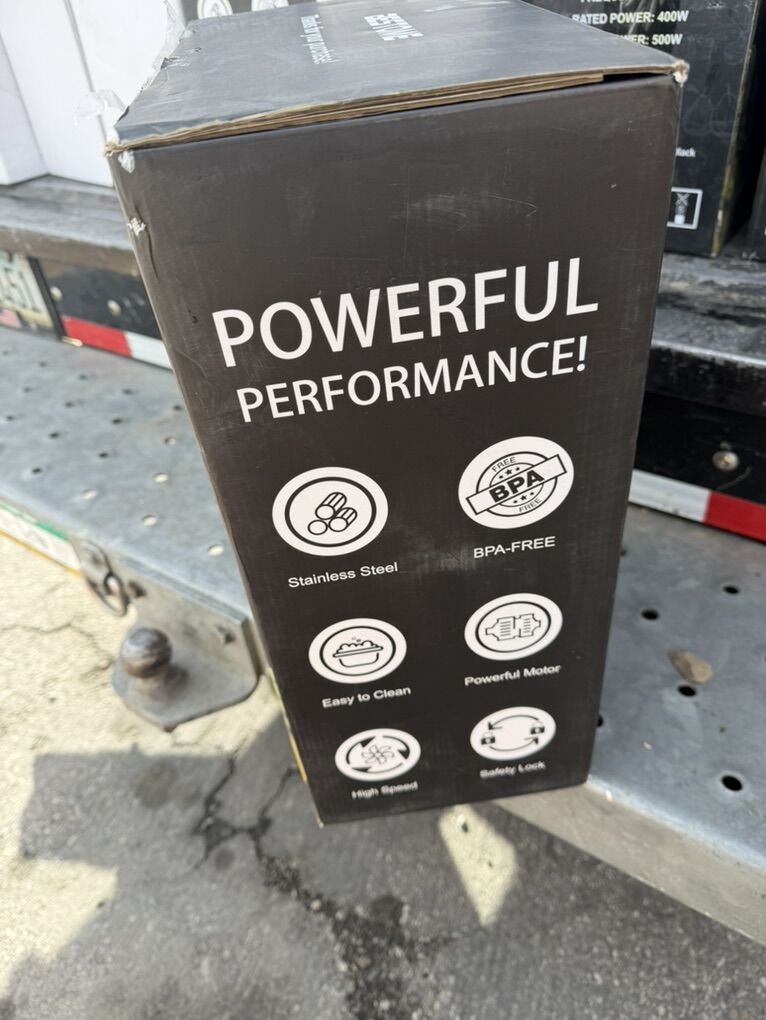 RATED POWER: 400W
POWERFUL
PERFORMANCE!
FREE
BPA
FREE
Stainless Steel
BPA-FREE
Easy to Clean
Powerful Motor
High Speed
Safety Lock